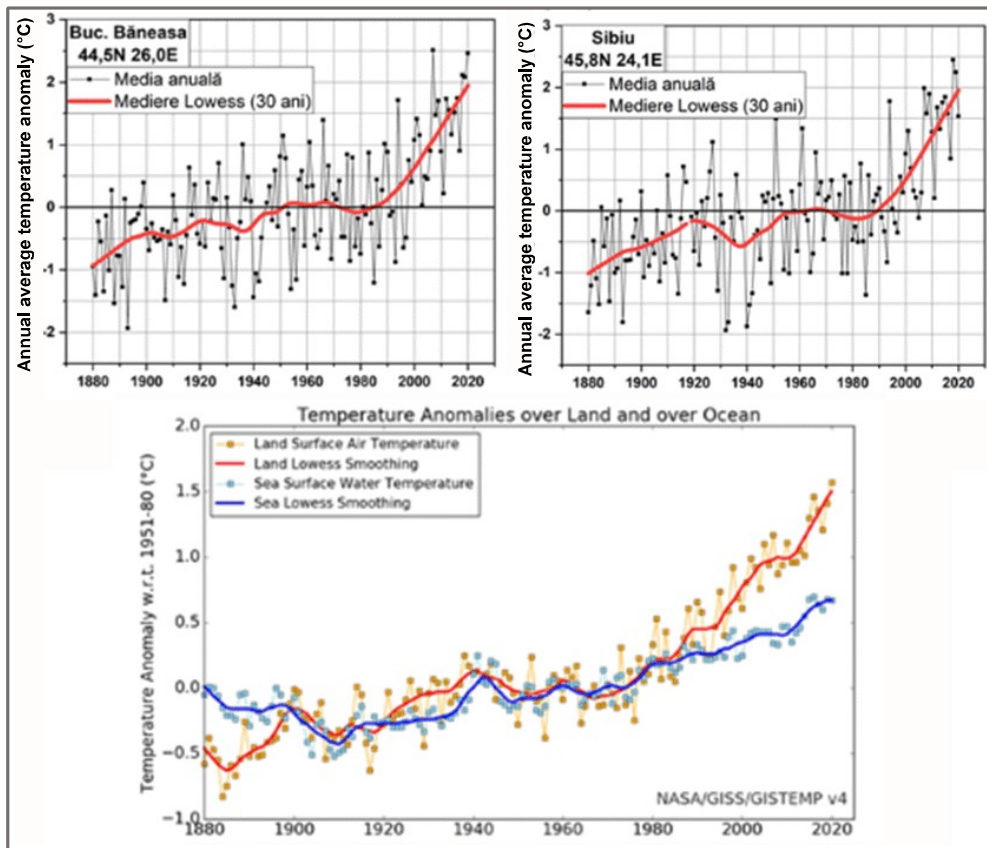 Annual average temperature anomaly (°C)
Buc. Băneasa
44,5N 26,0E
Media anuală
Mediere Lowess (30 ani)
3
2
1
0
-1
-2
1880 1900 1920 1940 1960 1980 2000 2020
Annual average temperature anomaly (°C)
Sibiu
45,8N 24,1E
Media anuală
Mediere Lowess (30 ani)
3
2
1
0
-1
-2
1880 1900 1920 1940 1960 1980 2000 2020
Temperature Anomalies over Land and over Ocean
Temperature Anomaly w.r.t. 1951-80 (°C)
2.0
1.5
1.0
0.5
0.0
−0.5
−1.0
Land Surface Air Temperature
Land Lowess Smoothing
Sea Surface Water Temperature
Sea Lowess Smoothing
NASA/GISS/GISTEMP v4
1880 1900 1920 1940 1960 1980 2000 2020